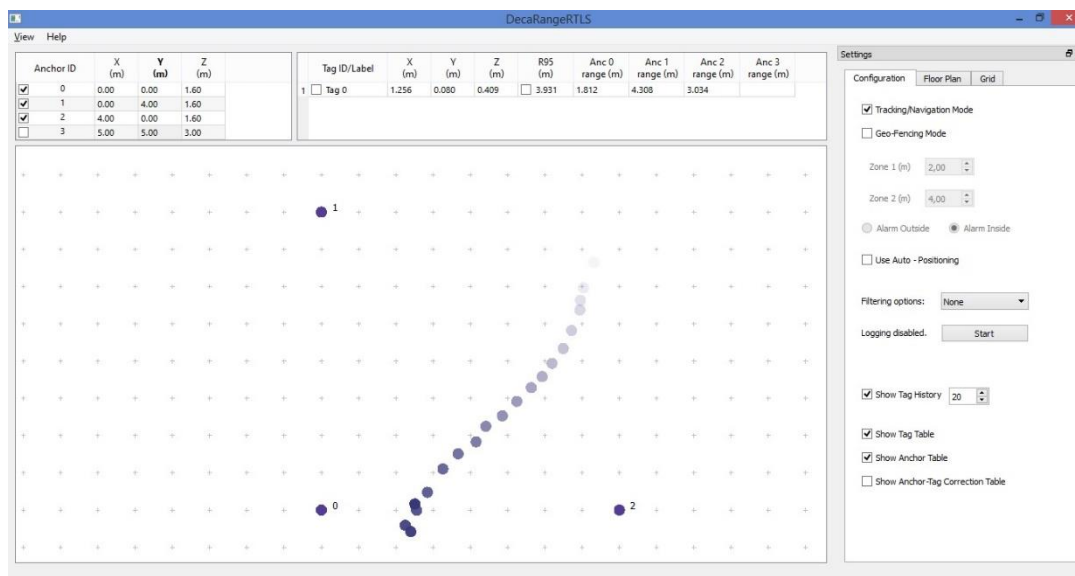 DecaRangeRTLS
View Help
Anchor ID X (m) Y (m) Z (m)
0 0.00 0.00 1.60
1 0.00 4.00 1.60
2 4.00 0.00 1.60
3 5.00 5.00 3.00
Tag ID/Label X (m) Y (m) Z (m) R95 (m) Anc 0 range (m) Anc 1 range (m) Anc 2 range (m) Anc 3 range (m)
1 Tag 0 1.256 0.080 0.409 3.931 1.812 4.308 3.034
1
0
2
Settings
Configuration Floor Plan Grid
Tracking/Navigation Mode
Geo-Fencing Mode
Zone 1 (m) 2,00
Zone 2 (m) 4,00
Alarm Outside Alarm Inside
Use Auto - Positioning
Filtering options: None
Logging disabled. Start
Show Tag History 20
Show Tag Table
Show Anchor Table
Show Anchor-Tag Correction Table